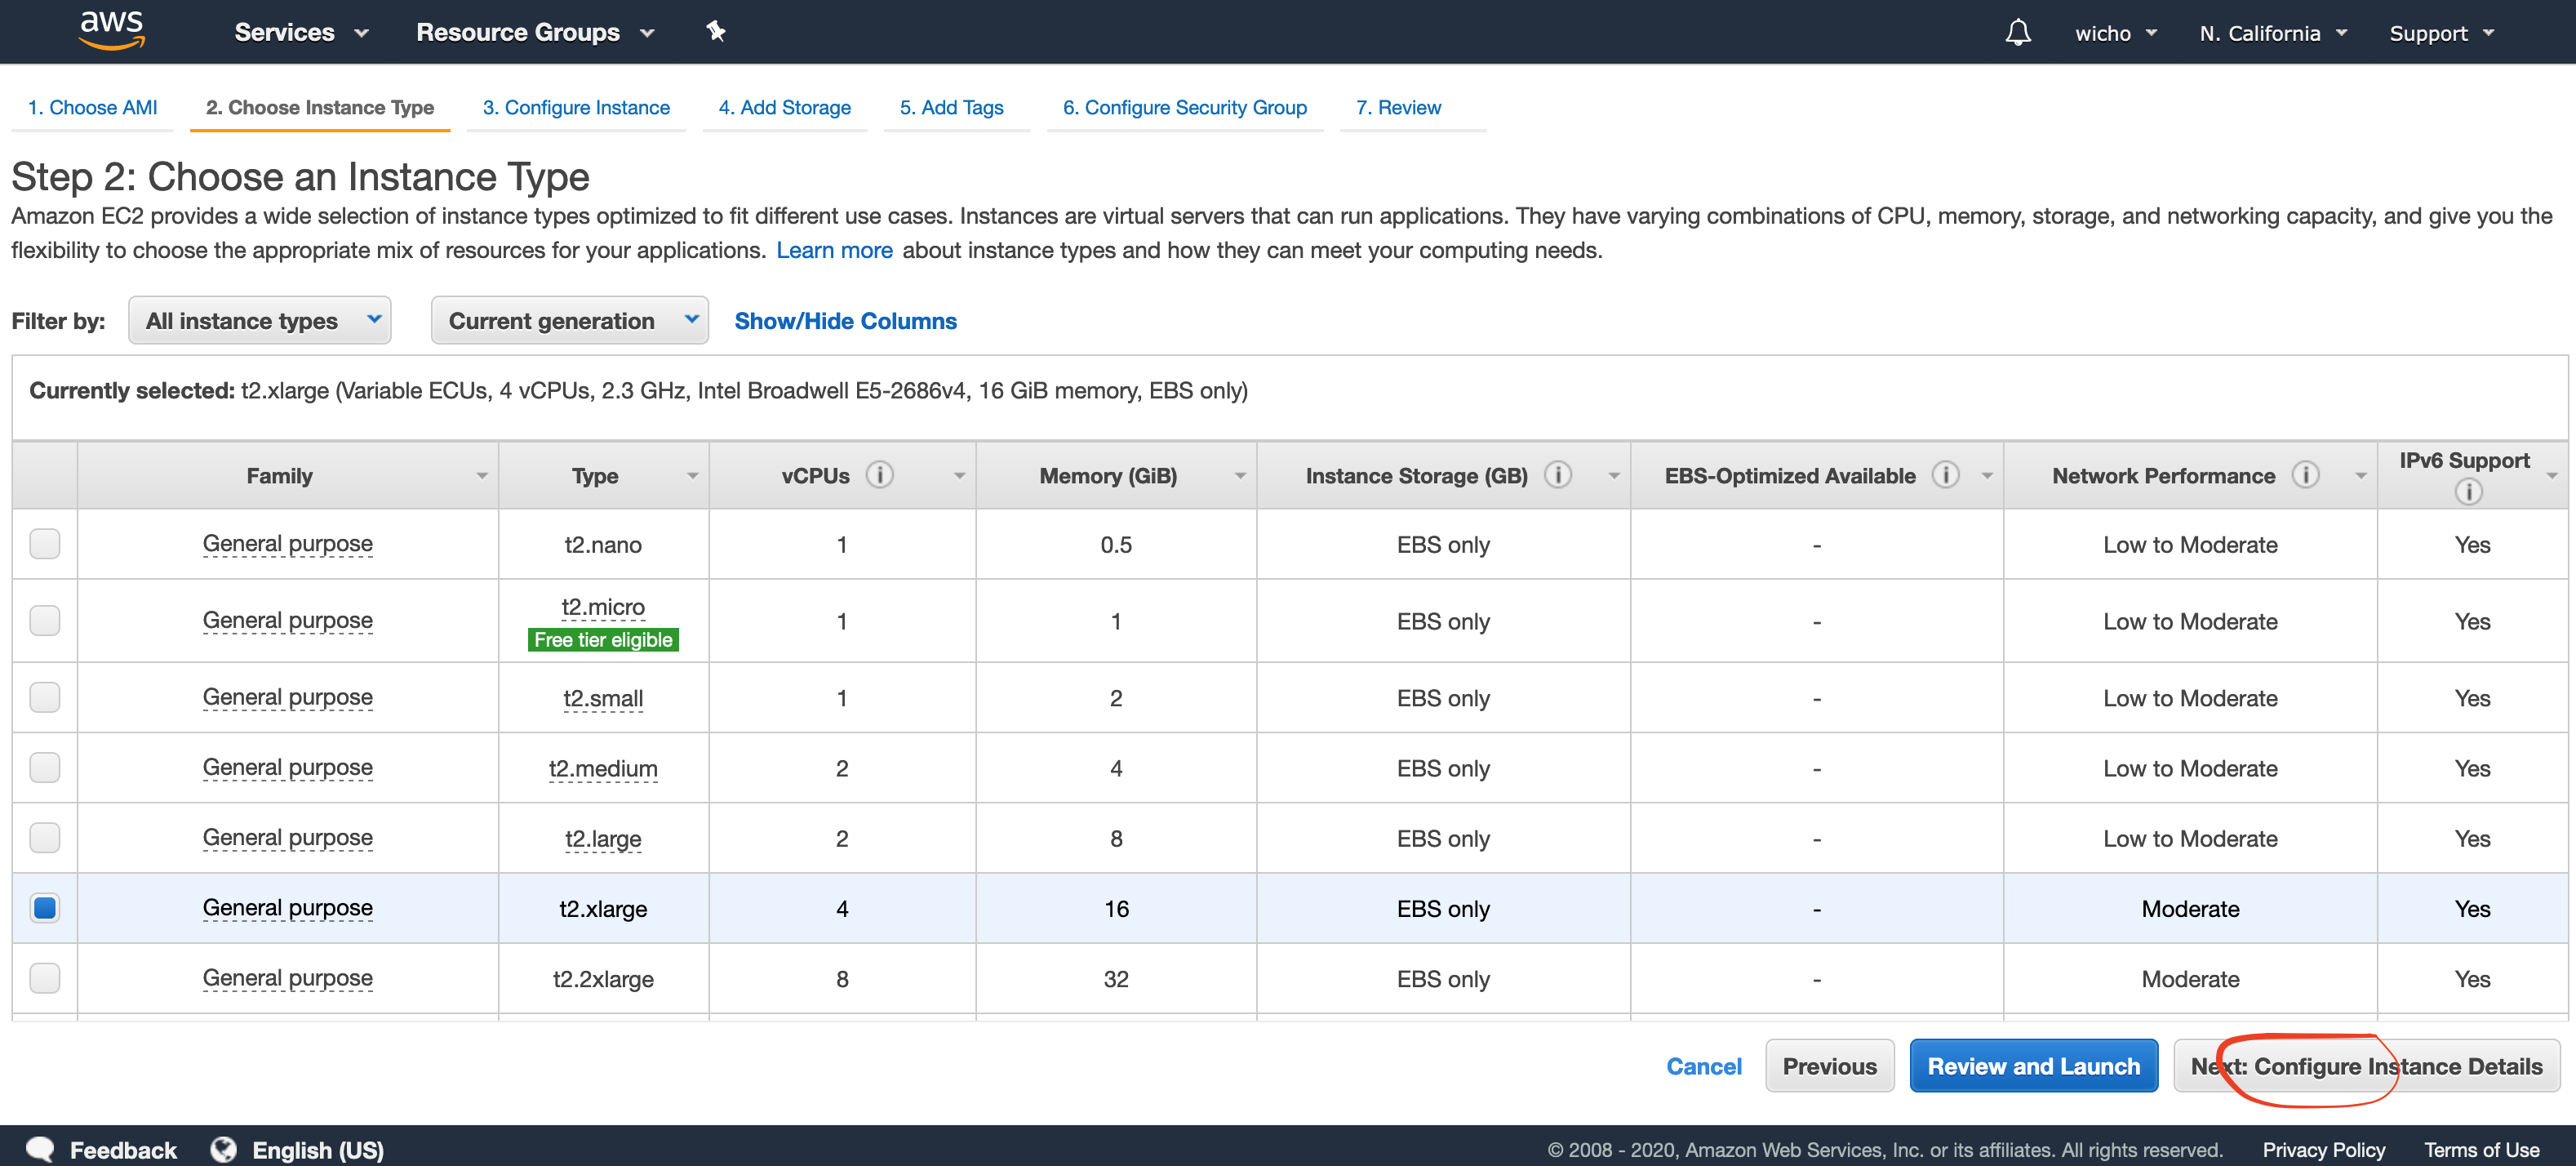 aws Services Resource Groups wicho N. California Support
1. Choose AMI 2. Choose Instance Type 3. Configure Instance 4. Add Storage 5. Add Tags 6. Configure Security Group 7. Review
Step 2: Choose an Instance Type
Amazon EC2 provides a wide selection of instance types optimized to fit different use cases. Instances are virtual servers that can run applications. They have varying combinations of CPU, memory, storage, and networking capacity, and give you the
flexibility to choose the appropriate mix of resources for your applications. Learn more about instance types and how they can meet your computing needs.
Filter by: All instance types Current generation Show/Hide Columns
Currently selected: t2.xlarge (Variable ECUs, 4 vCPUs, 2.3 GHz, Intel Broadwell E5-2686v4, 16 GiB memory, EBS only)
Family Type vCPUs i Memory (GiB) Instance Storage (GB) i EBS-Optimized Available i Network Performance i IPv6 Support i
General purpose t2.nano 1 0.5 EBS only - Low to Moderate Yes
General purpose t2.micro 1 1 EBS only - Low to Moderate Yes
Free tier eligible
General purpose t2.small 1 2 EBS only - Low to Moderate Yes
General purpose t2.medium 2 4 EBS only - Low to Moderate Yes
General purpose t2.large 2 8 EBS only - Low to Moderate Yes
General purpose t2.xlarge 4 16 EBS only - Moderate Yes
General purpose t2.2xlarge 8 32 EBS only - Moderate Yes
Cancel Previous Review and Launch Next: Configure Instance Details
Feedback English (US) © 2008 - 2020, Amazon Web Services, Inc. or its affiliates. All rights reserved. Privacy Policy Terms of Use